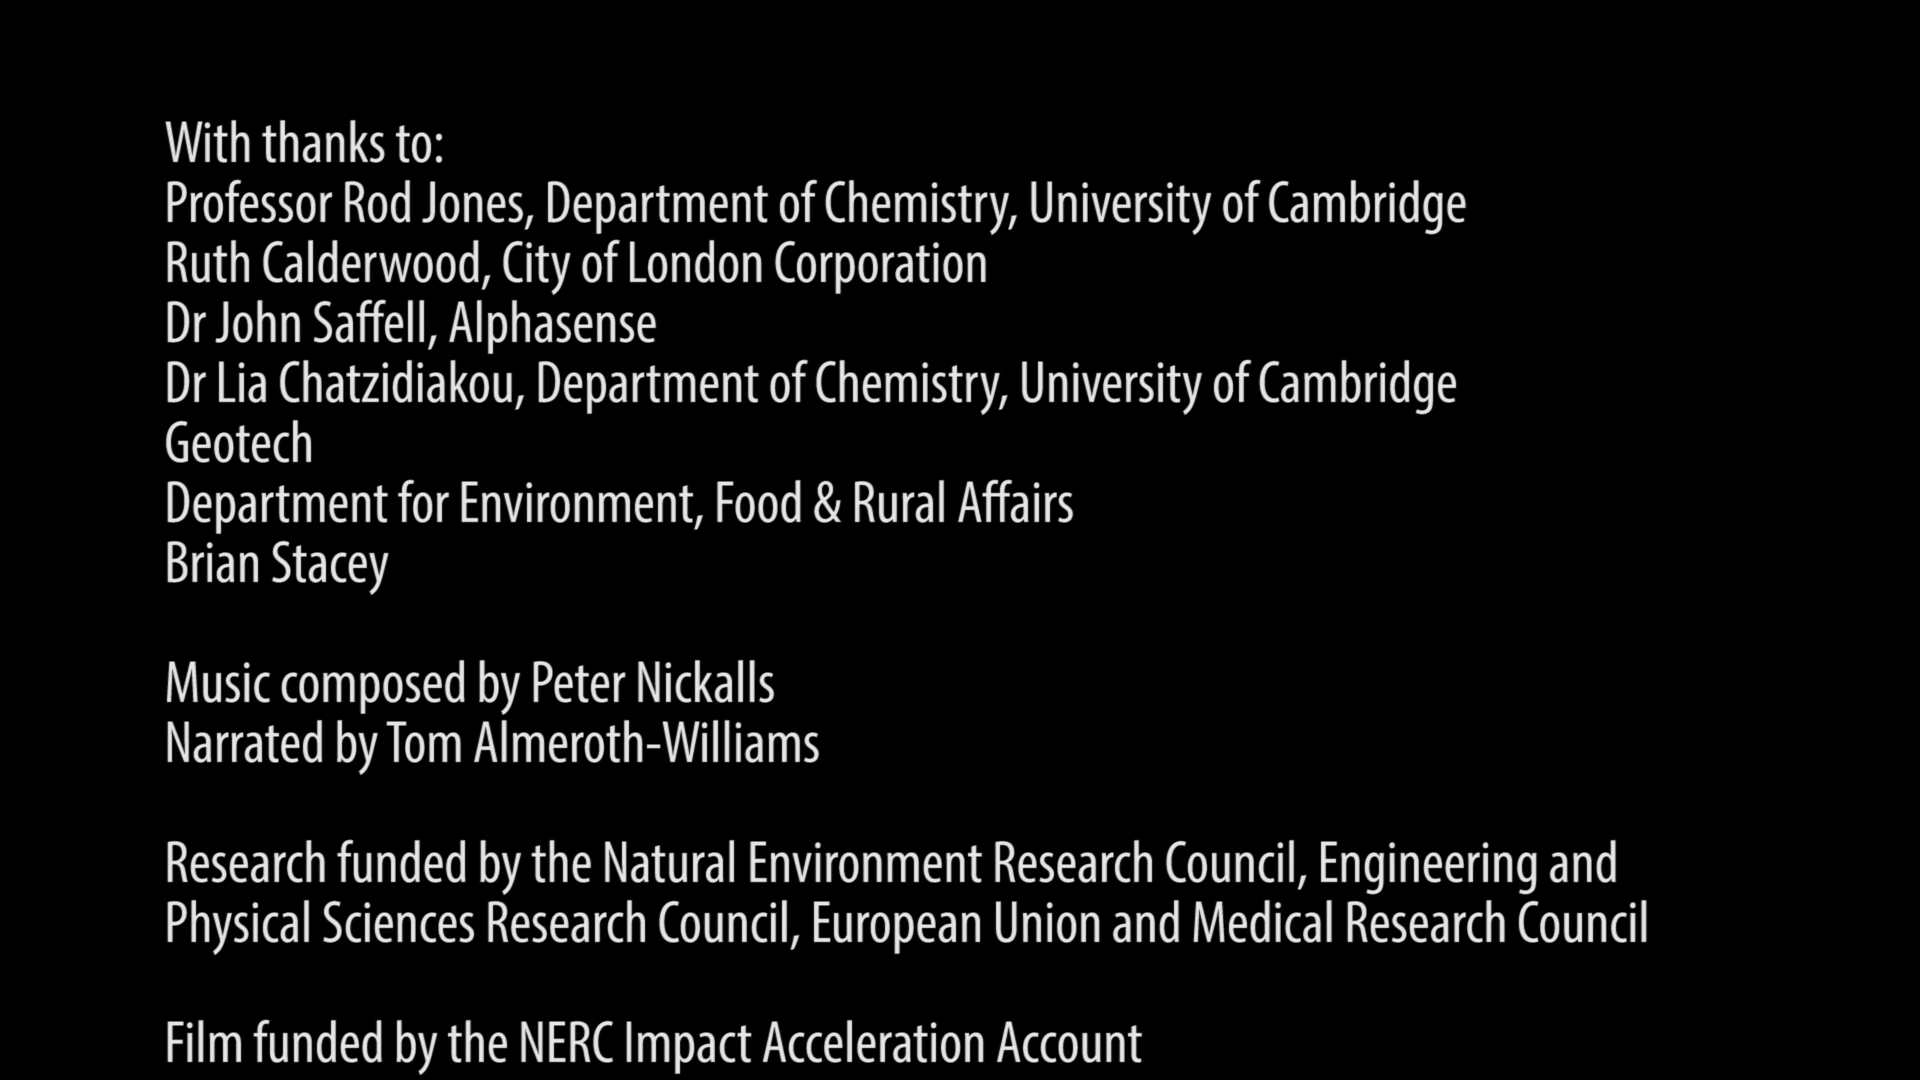 With thanks to:
Professor Rod Jones, Department of Chemistry, University of Cambridge
Ruth Calderwood, City of London Corporation
Dr John Saffell, Alphasense
Dr Lia Chatzidiakou, Department of Chemistry, University of Cambridge
Geotech
Department for Environment, Food & Rural Affairs
Brian Stacey
Music composed by Peter Nickalls
Narrated by Tom Almeroth-Williams
Research funded by the Natural Environment Research Council, Engineering and
Physical Sciences Research Council, European Union and Medical Research Council
Film funded by the NERC Impact Acceleration Account